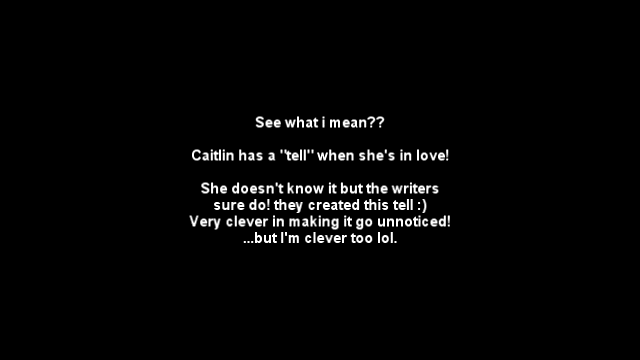 See what i mean??
Caitlin has a "tell" when she's in love!
She doesn't know it but the writers
sure do! they created this tell :)
Very clever in making it go unnoticed!
...but I'm clever too lol.